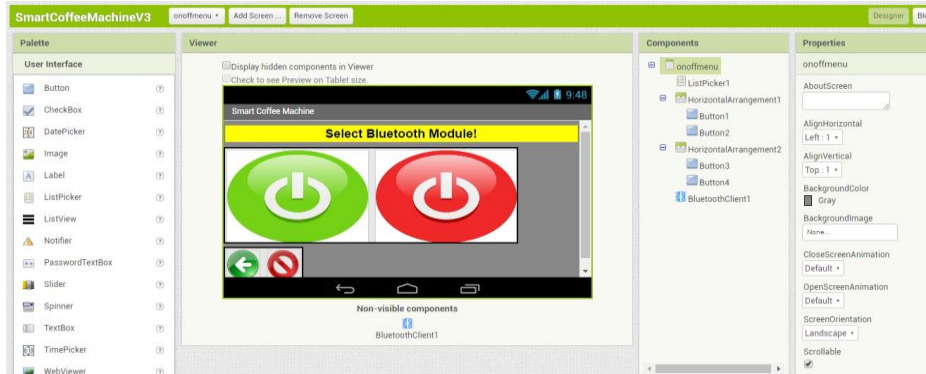 SmartCoffeeMachineV3
onoffmenu
Add Screen ...
Remove Screen
Designer
Palette
User Interface
Button
CheckBox
DatePicker
Image
Label
ListPicker
ListView
Notifier
PasswordTextBox
Slider
Spinner
TextBox
TimePicker
WebViewer
Viewer
Display hidden components in Viewer
Check to see Preview on Tablet size.
9:48
Smart Coffee Machine
Select Bluetooth Module!
Non-visible components
BluetoothClient1
Components
onoffmenu
ListPicker1
HorizontalArrangement1
Button1
Button2
HorizontalArrangement2
Button3
Button4
BluetoothClient1
Properties
onoffmenu
AboutScreen
AlignHorizontal
Left : 1
AlignVertical
Top : 1
BackgroundColor
Gray
BackgroundImage
None...
CloseScreenAnimation
Default
OpenScreenAnimation
Default
ScreenOrientation
Landscape
Scrollable